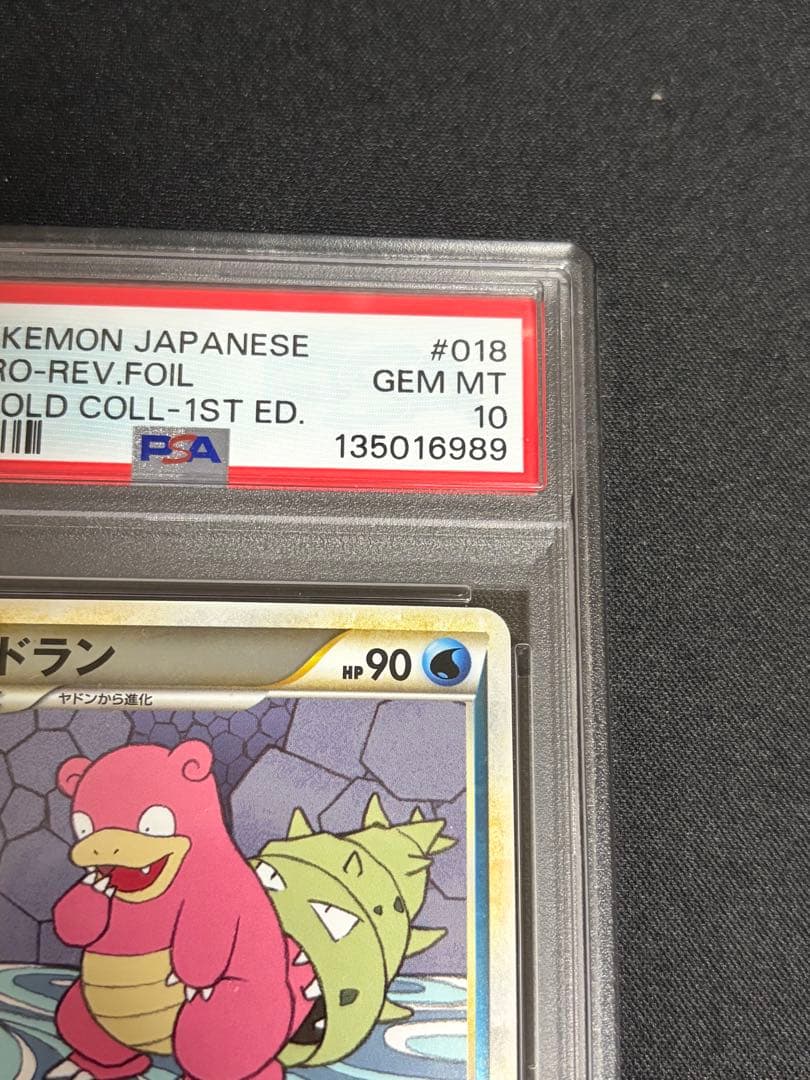 KEMON JAPANESE #018
RO-REV.FOIL GEM MT
OLD COLL-1ST ED. 10
PSA 135016989
ドラン HP90
ヤドンから進化